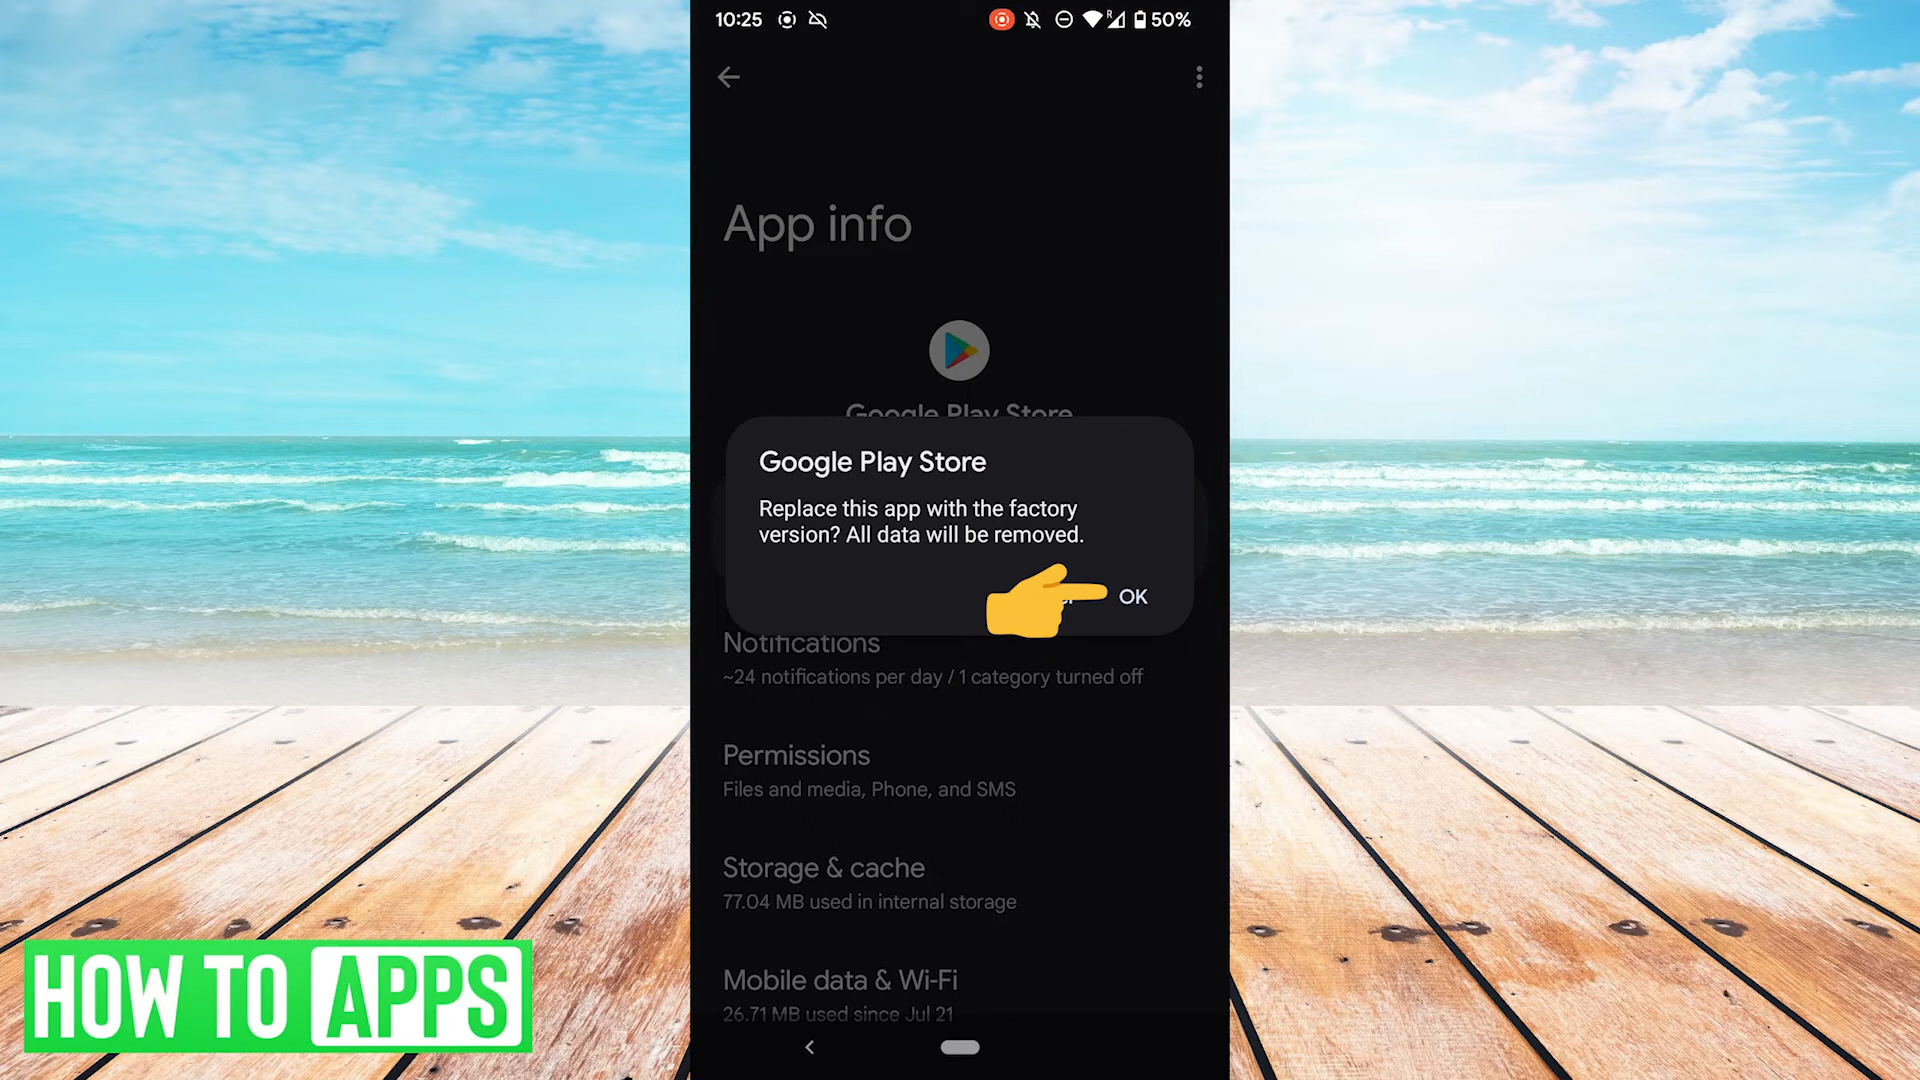 10:25
R
50%
App info
Google Play Store
Google Play Store
Replace this app with the factory
version? All data will be removed.
OK
Notifications
~24 notifications per day / 1 category turned off
Permissions
Files and media, Phone, and SMS
Storage & cache
77.04 MB used in internal storage
Mobile data & Wi-Fi
26.71 MB used since Jul 21
HOW TO APPS